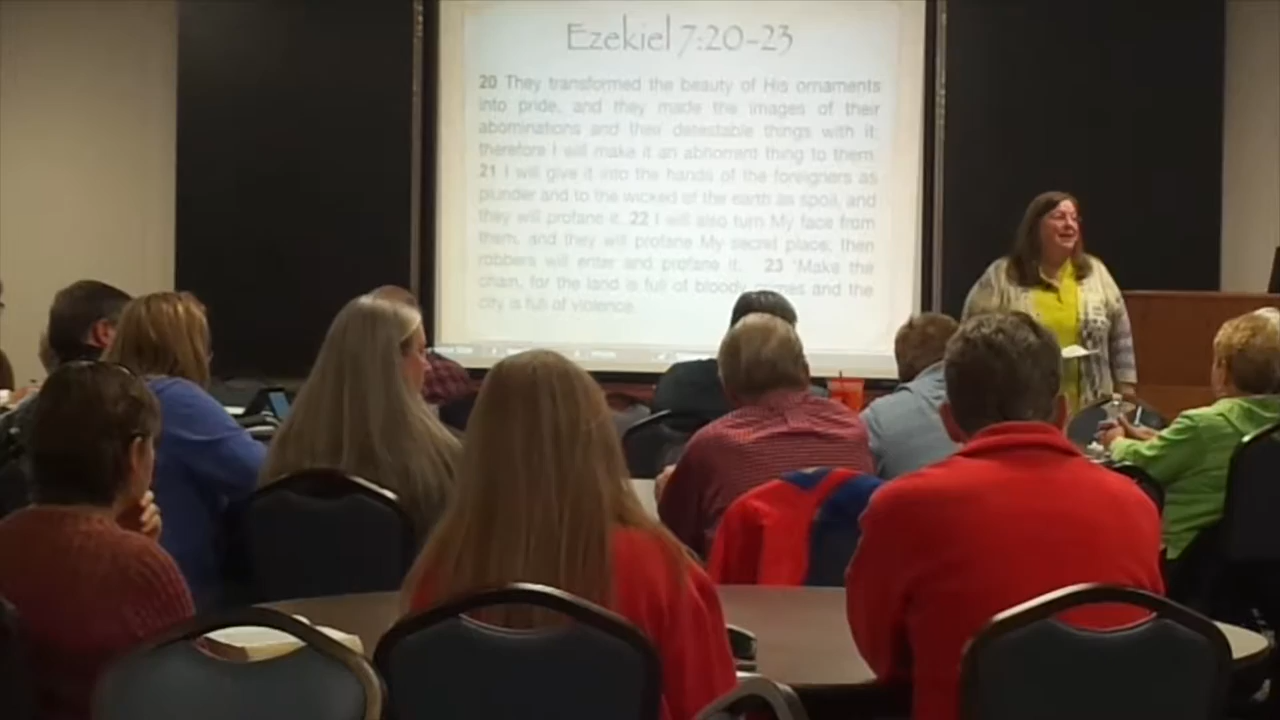 Ezekiel 7:20-23
20 They transformed the beauty of His ornaments
into pride, and they made the images of their
abominations and their detestable things with it;
therefore I will make it an abhorrent thing to them.
21 I will give it into the hands of the foreigners as
plunder and to the wicked of the earth as spoil, and
they will profane it. 22 I will also turn My face from
them, and they will profane My secret place; then
robbers will enter and profane it. 23 'Make the
chain, for the land is full of bloody crimes and the
city is full of violence.